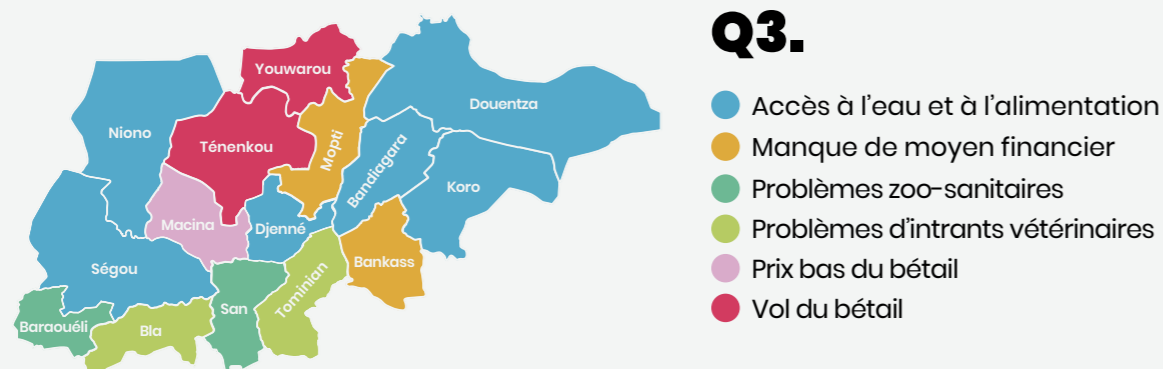 Q3.
Accès à l'eau et à l'alimentation
Manque de moyen financier
Problèmes zoo-sanitaires
Problèmes d'intrants vétérinaires
Prix bas du bétail
Vol du bétail
Youwarou
Douentza
Niono
Ténenkou
Mopti
Bandiagara
Koro
Macina
Djenné
Ségou
Bankass
Tominian
San
Baraouéli
Bla